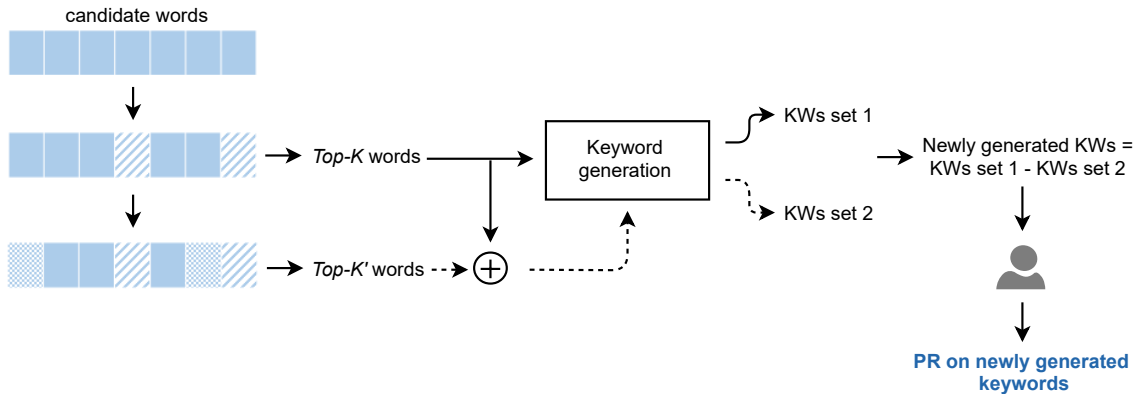 candidate words
Top-K words
Keyword
generation
KWs set 1
KWs set 2
Newly generated KWs =
KWs set 1 - KWs set 2
Top-K' words
PR on newly generated
keywords